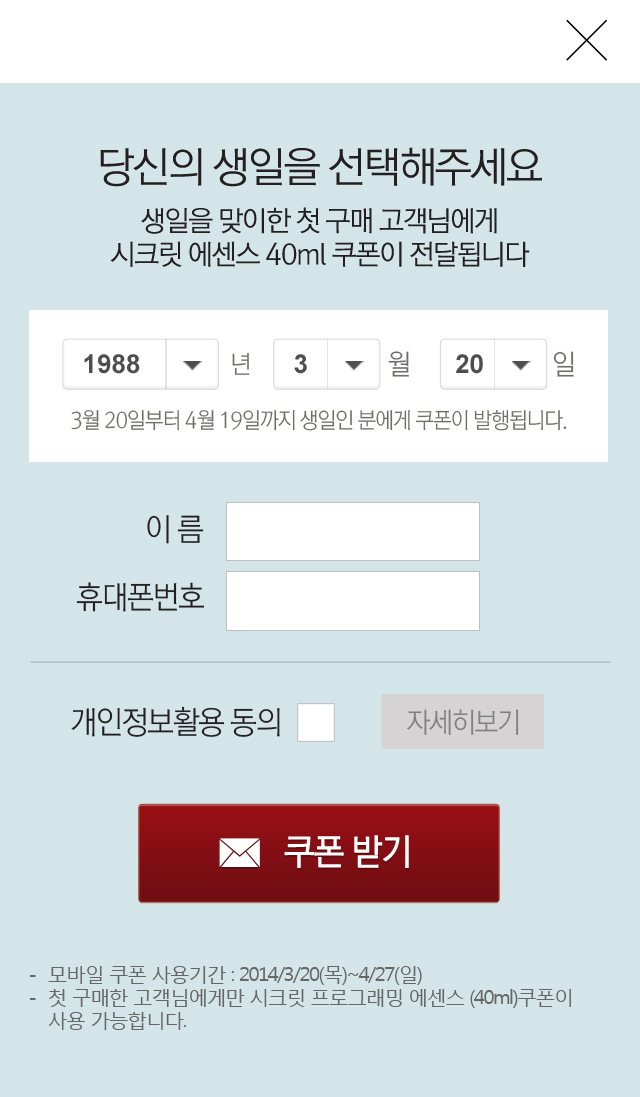 당신의 생일을 선택해주세요
생일을 맞이한 첫 구매 고객님에게
시크릿 에센스 40ml 쿠폰이 전달됩니다
1988 년 3 월 20 일
3월 20일부터 4월 19일까지 생일인 분에게 쿠폰이 발행됩니다.
이 름
휴대폰번호
개인정보활용 동의 자세히보기
쿠폰 받기
- 모바일 쿠폰 사용기간 : 2014/3/20(목)~4/27(일)
- 첫 구매한 고객님에게만 시크릿 프로그래밍 에센스 (40ml)쿠폰이
사용 가능합니다.